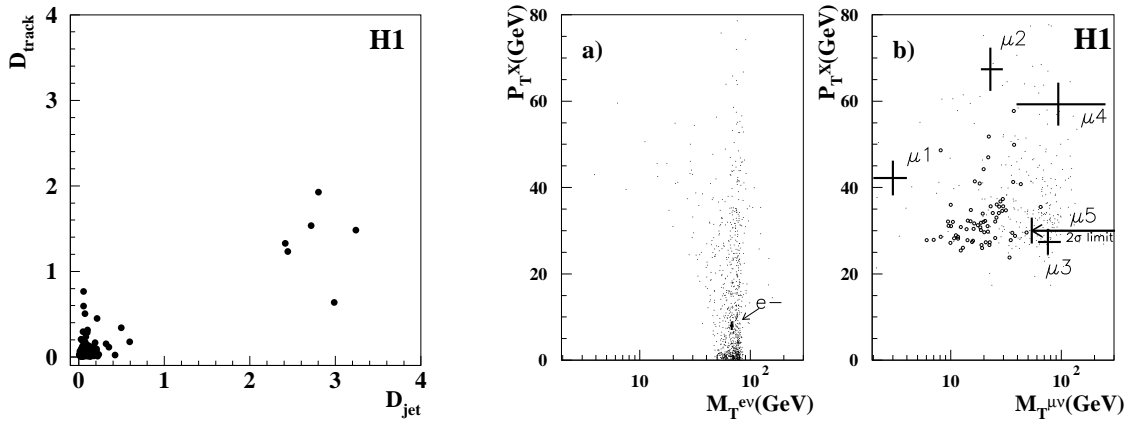 D_track
H1
4
3
2
1
0
0 1 2 3 4
D_jet
P_T^X(GeV)
a)
80
60
40
20
0
e−
10 10^2
M_T^eν(GeV)
P_T^X(GeV)
b)
H1
80
60
40
20
0
μ2
μ4
μ1
μ5
2σ limit
μ3
10 10^2
M_T^μν(GeV)